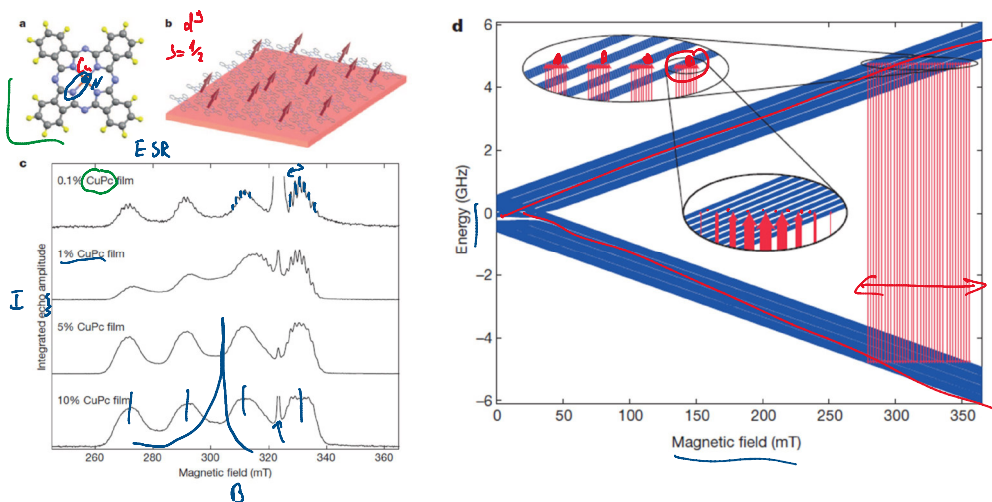 a
b
d⁹
s=1/2
Cu
N
ESR
c
0.1% CuPc film
1% CuPc film
5% CuPc film
10% CuPc film
Integrated echo amplitude
I
260 280 300 320 340 360
Magnetic field (mT)
B
d
6
4
2
0
−2
−4
−6
Energy (GHz)
0 50 100 150 200 250 300 350
Magnetic field (mT)